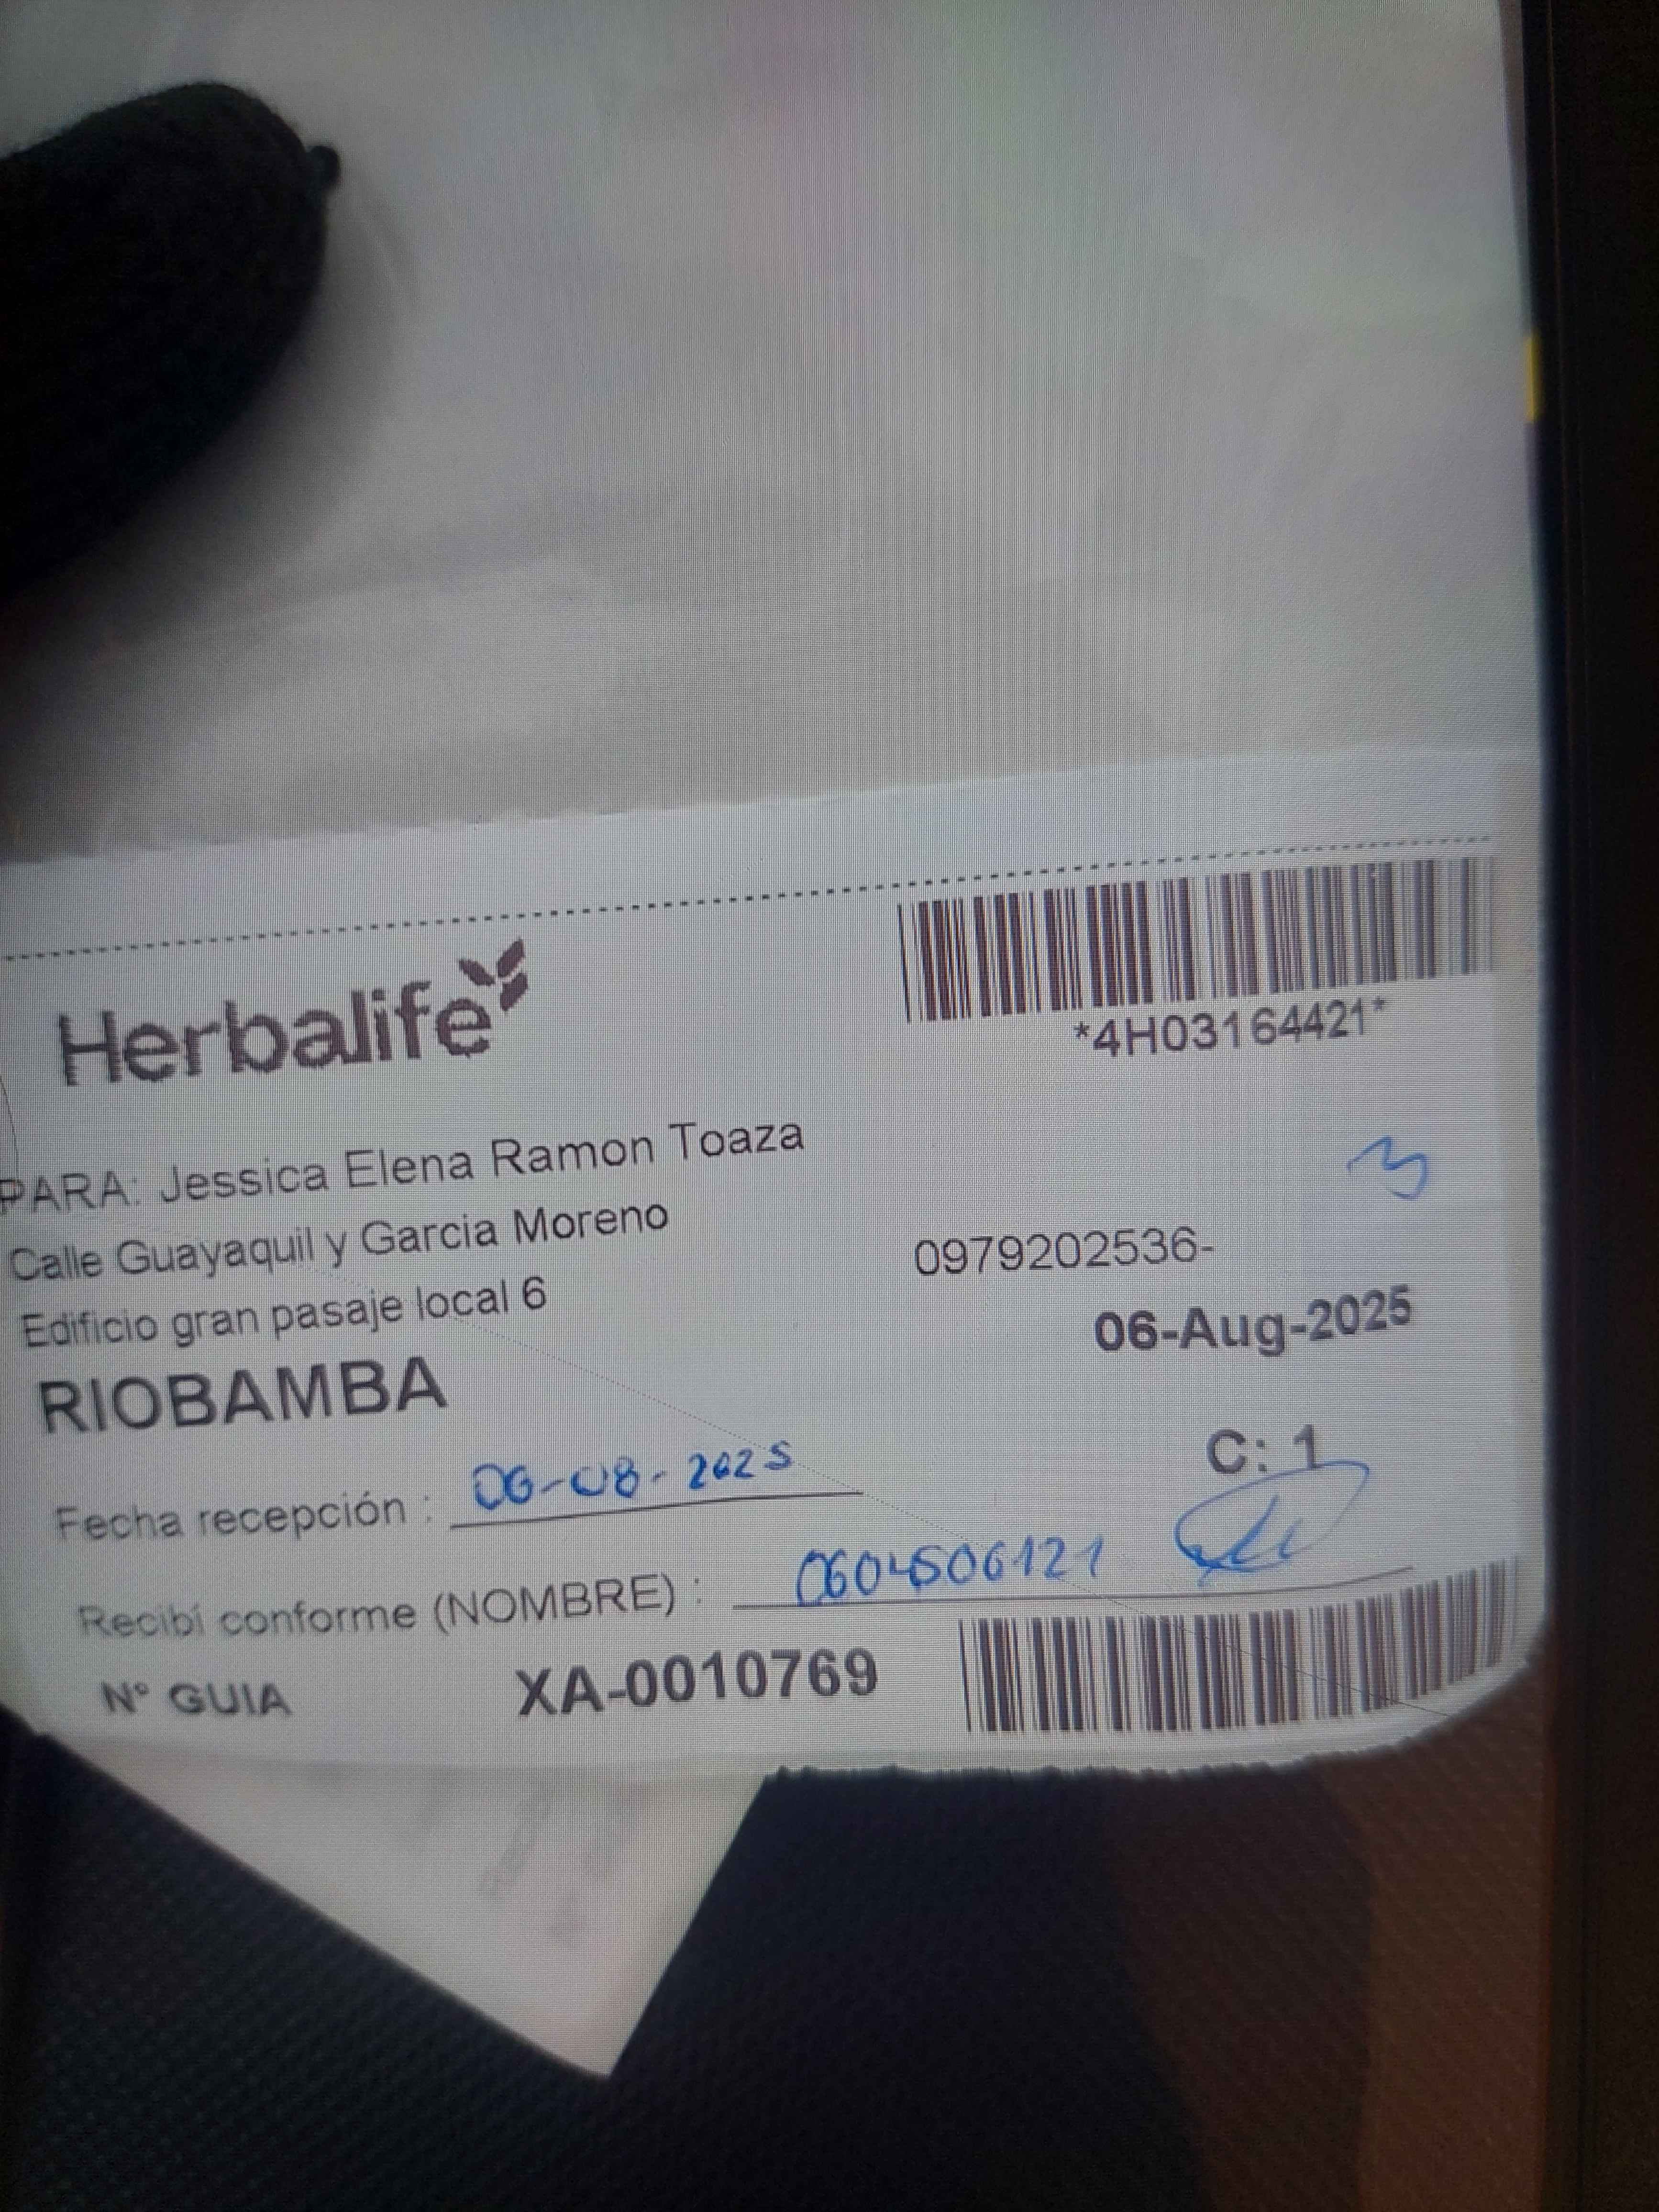 Herbalife
*4H03164421*
PARA: Jessica Elena Ramon Toaza
3
Calle Guayaquil y Garcia Moreno
0979202536-
Edificio gran pasaje local 6
06-Aug-2025
RIOBAMBA
C: 1
Fecha recepción : 06-08-2025
Recibí conforme (NOMBRE) : 0604506121
Nº GUIA XA-0010769